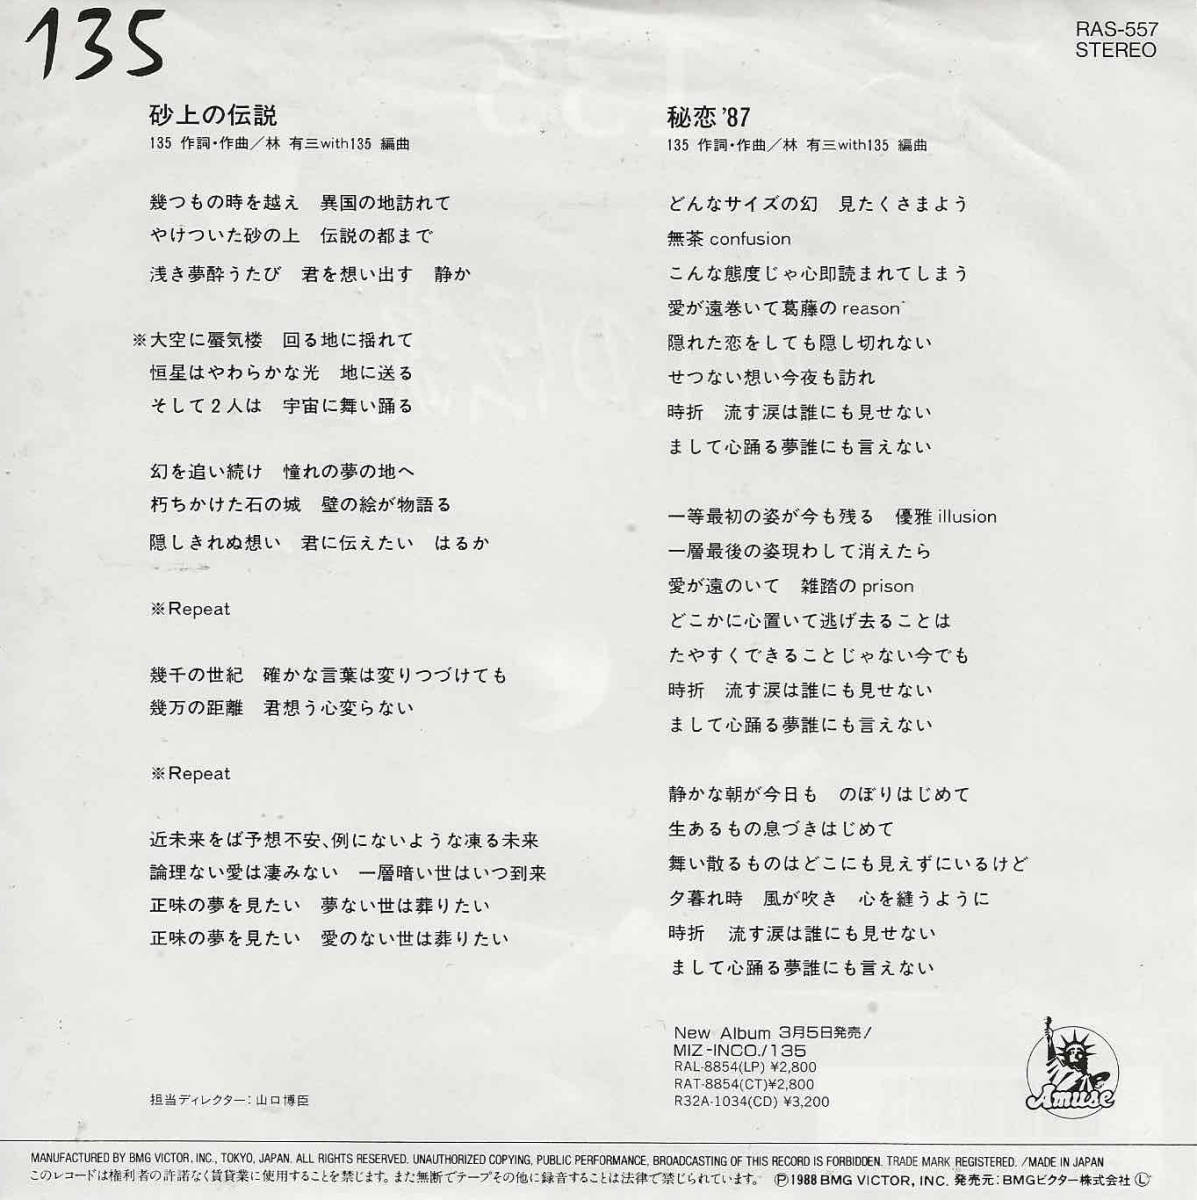 135
RAS-557
STEREO
砂上の伝説
135 作詞・作曲／林 有三with135 編曲
幾つもの時を越え　異国の地訪れて
やけついた砂の上　伝説の都まで
浅き夢酔うたび　君を想い出す　静か
※大空に蜃気楼　回る地に揺れて
恒星はやわらかな光　地に送る
そして2人は　宇宙に舞い踊る
幻を追い続け　憧れの夢の地へ
朽ちかけた石の城　壁の絵が物語る
隠しきれぬ想い　君に伝えたい　はるか
※Repeat
幾千の世紀　確かな言葉は変りつづけても
幾万の距離　君想う心変らない
※Repeat
近未来をば予想不安、例にないような凍る未来
論理ない愛は凄みない　一層暗い世はいつ到来
正味の夢を見たい　夢ない世は葬りたい
正味の夢を見たい　愛のない世は葬りたい
担当ディレクター：山口博臣
秘恋'87
135 作詞・作曲／林 有三with135 編曲
どんなサイズの幻　見たくさまよう
無茶 confusion
こんな態度じゃ心即読まれてしまう
愛が遠巻いて葛藤の reason
隠れた恋をしても隠し切れない
せつない想い今夜も訪れ
時折　流す涙は誰にも見せない
まして心踊る夢誰にも言えない
一等最初の姿が今も残る　優雅 illusion
一層最後の姿現わして消えたら
愛が遠のいて　雑踏の prison
どこかに心置いて逃げ去ることは
たやすくできることじゃない今でも
時折　流す涙は誰にも見せない
まして心踊る夢誰にも言えない
静かな朝が今日も　のぼりはじめて
生あるもの息づきはじめて
舞い散るものはどこにも見えずにいるけど
夕暮れ時　風が吹き　心を縫うように
時折　流す涙は誰にも見せない
まして心踊る夢誰にも言えない
New Album 3月5日発売！
MIZ-INCO./135
RAL-8854(LP) ¥2,800
RAT-8854(CT)¥2,800
R32A-1034(CD) ¥3,200
Amuse
MANUFACTURED BY BMG VICTOR, INC., TOKYO, JAPAN. ALL RIGHTS RESERVED. UNAUTHORIZED COPYING, PUBLIC PERFORMANCE, BROADCASTING OF THIS RECORD IS FORBIDDEN. TRADE MARK REGISTERED. /MADE IN JAPAN
このレコードは権利者の許諾なく賃貸業に使用することを禁じます。また無断でテープその他に録音することは法律で禁じられています。 Ⓟ1988 BMG VICTOR, INC. 発売元：BMGビクター株式会社 Ⓛ